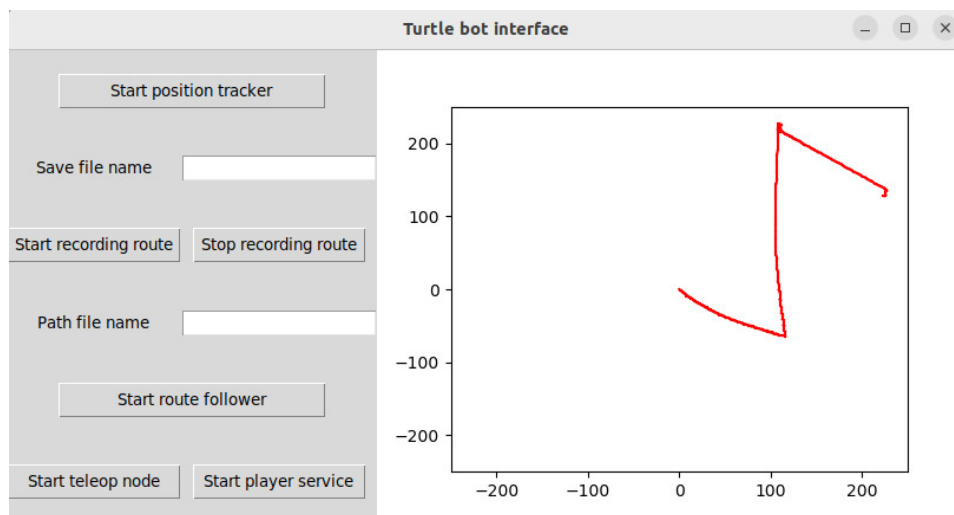 Turtle bot interface
Start position tracker
Save file name
Start recording route Stop recording route
Path file name
Start route follower
Start teleop node Start player service
200
100
0
−100
−200
−200 −100 0 100 200